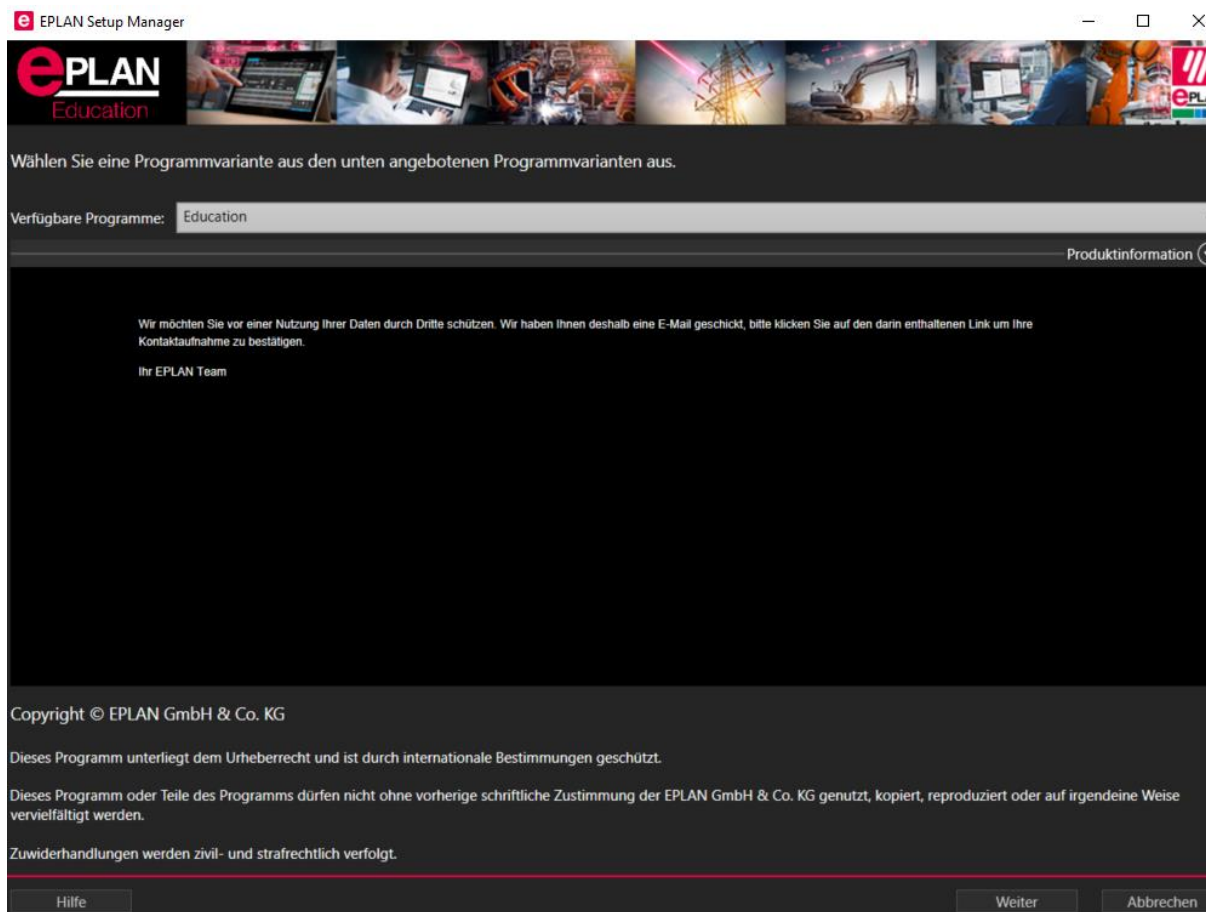 EPLAN Setup Manager
ePLAN
Education
Wählen Sie eine Programmvariante aus den unten angebotenen Programmvarianten aus.
Verfügbare Programme: Education
Produktinformation
Wir möchten Sie vor einer Nutzung Ihrer Daten durch Dritte schützen. Wir haben Ihnen deshalb eine E-Mail geschickt, bitte klicken Sie auf den darin enthaltenen Link um Ihre
Kontaktaufnahme zu bestätigen.
Ihr EPLAN Team
Copyright © EPLAN GmbH & Co. KG
Dieses Programm unterliegt dem Urheberrecht und ist durch internationale Bestimmungen geschützt.
Dieses Programm oder Teile des Programms dürfen nicht ohne vorherige schriftliche Zustimmung der EPLAN GmbH & Co. KG genutzt, kopiert, reproduziert oder auf irgendeine Weise
vervielfältigt werden.
Zuwiderhandlungen werden zivil- und strafrechtlich verfolgt.
Hilfe Weiter Abbrechen